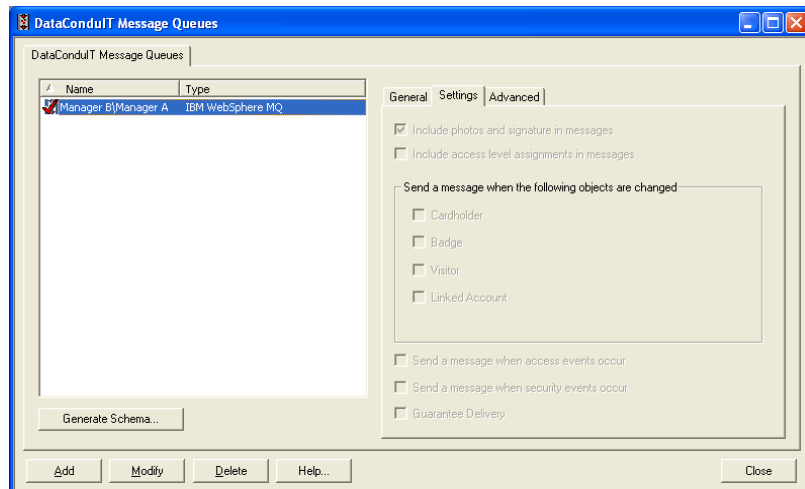 DataConduIT Message Queues
DataConduIT Message Queues
Name Type
Manager B\Manager A IBM WebSphere MQ
General Settings Advanced
Include photos and signature in messages
Include access level assignments in messages
Send a message when the following objects are changed
Cardholder
Badge
Visitor
Linked Account
Send a message when access events occur
Send a message when security events occur
Guarantee Delivery
Generate Schema...
Add Modify Delete Help... Close